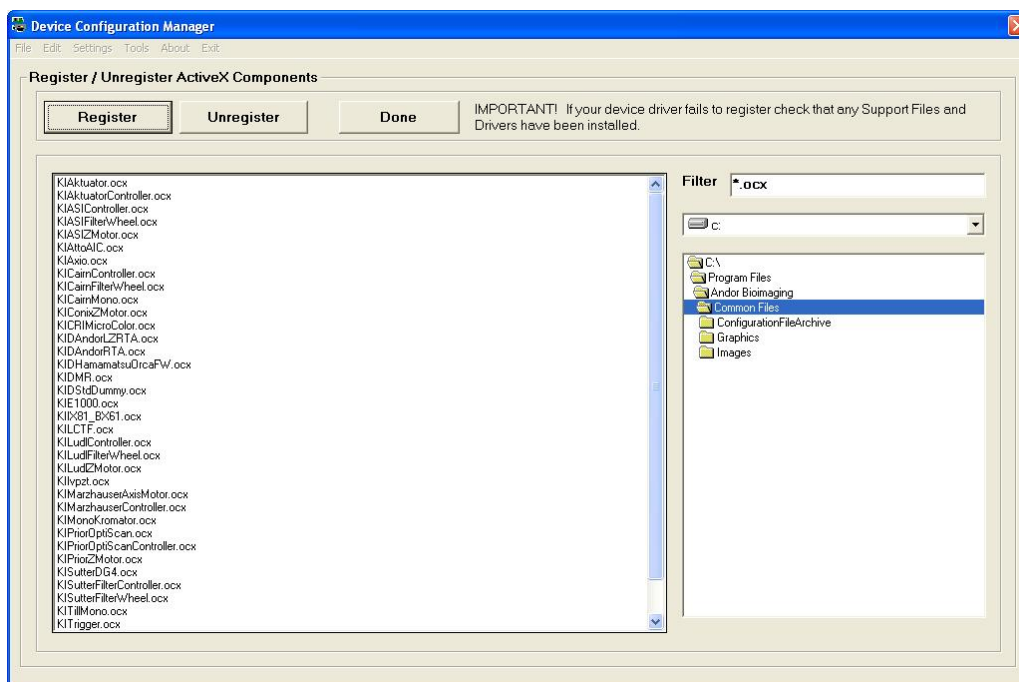 Device Configuration Manager
File Edit Settings Tools About Exit
Register / Unregister ActiveX Components
Register Unregister Done
IMPORTANT! If your device driver fails to register check that any Support Files and
Drivers have been installed.
KIAktuator.ocx
KIAktuatorController.ocx
KIASIController.ocx
KIASIFilterWheel.ocx
KIASIZMotor.ocx
KIAttoAIC.ocx
KIAxio.ocx
KICairnController.ocx
KICairnFilterWheel.ocx
KICairnMono.ocx
KIConixZMotor.ocx
KICRIMicroColor.ocx
KIDAndorLZRTA.ocx
KIDAndorRTA.ocx
KIDHamamatsuOrcaFW.ocx
KIDMR.ocx
KIDStdDummy.ocx
KIE1000.ocx
KIIX81_BX61.ocx
KILCTF.ocx
KILudlController.ocx
KILudlFilterWheel.ocx
KILudlZMotor.ocx
KIIvpzt.ocx
KIMarzhauserAxisMotor.ocx
KIMarzhauserController.ocx
KIMonoKromator.ocx
KIPriorOptiScan.ocx
KIPriorOptiScanController.ocx
KIPriorZMotor.ocx
KISutterDG4.ocx
KISutterFilterController.ocx
KISutterFilterWheel.ocx
KITillMono.ocx
KITrigger.ocx
Filter *.ocx
c:
C:\
Program Files
Andor Bioimaging
Common Files
ConfigurationFileArchive
Graphics
Images